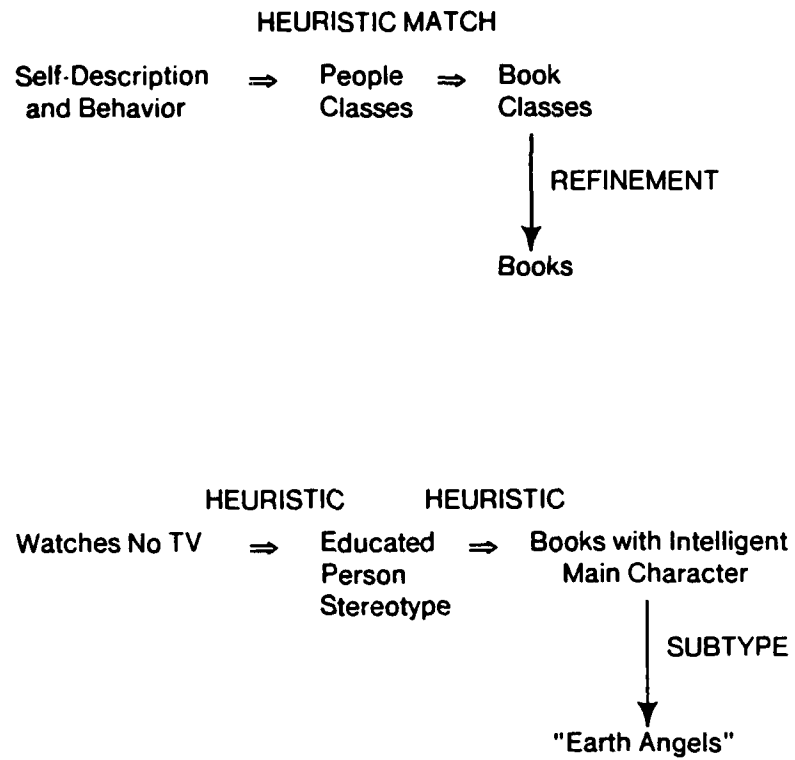 HEURISTIC MATCH
Self-Description ⇒ People ⇒ Book
and Behavior Classes Classes
REFINEMENT
Books
HEURISTIC HEURISTIC
Watches No TV ⇒ Educated ⇒ Books with Intelligent
Person Main Character
Stereotype
SUBTYPE
"Earth Angels"